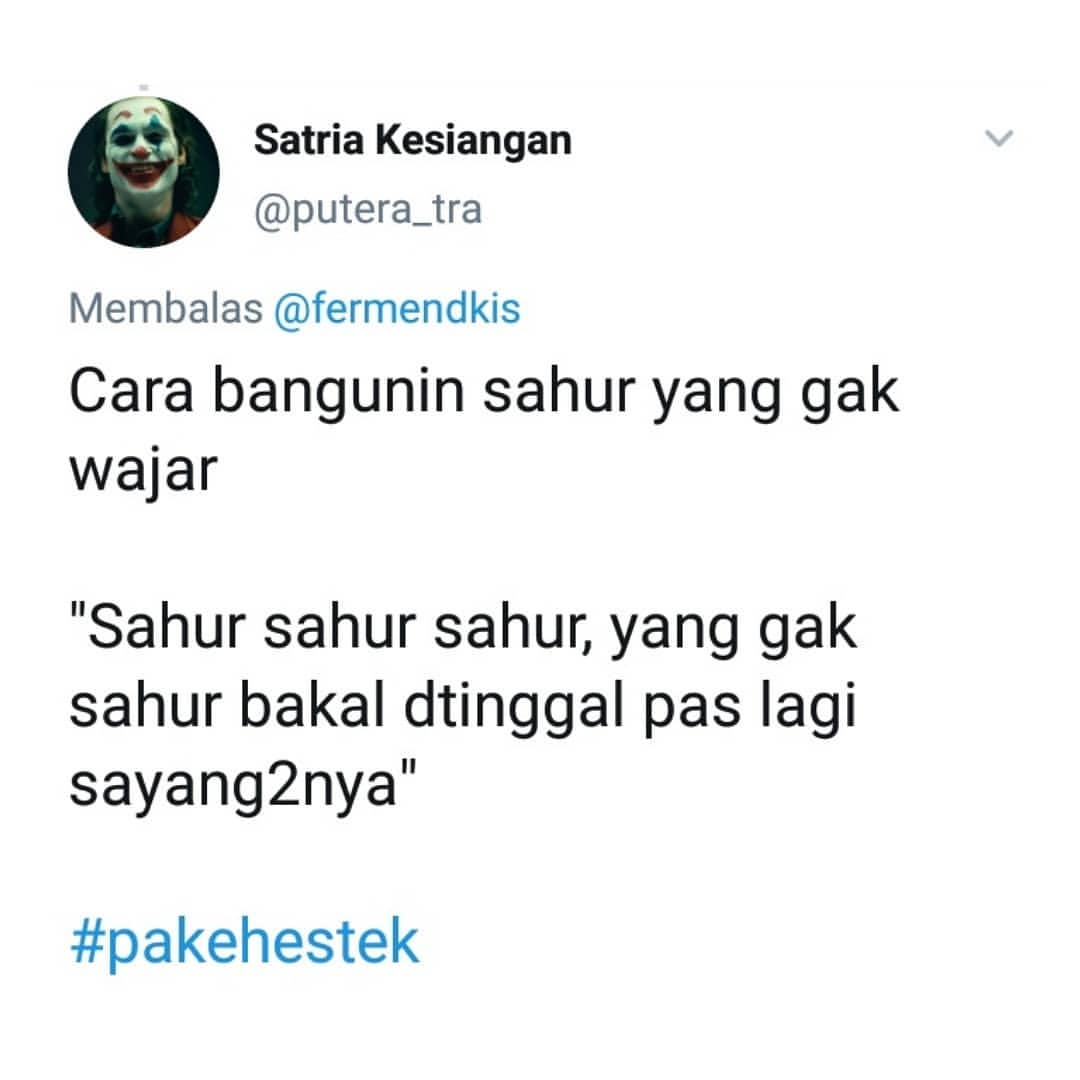 Satria Kesiangan
@putera_tra
Membalas @fermendkis
Cara bangunin sahur yang gak
wajar
"Sahur sahur sahur, yang gak
sahur bakal dtinggal pas lagi
sayang2nya"
#pakehestek